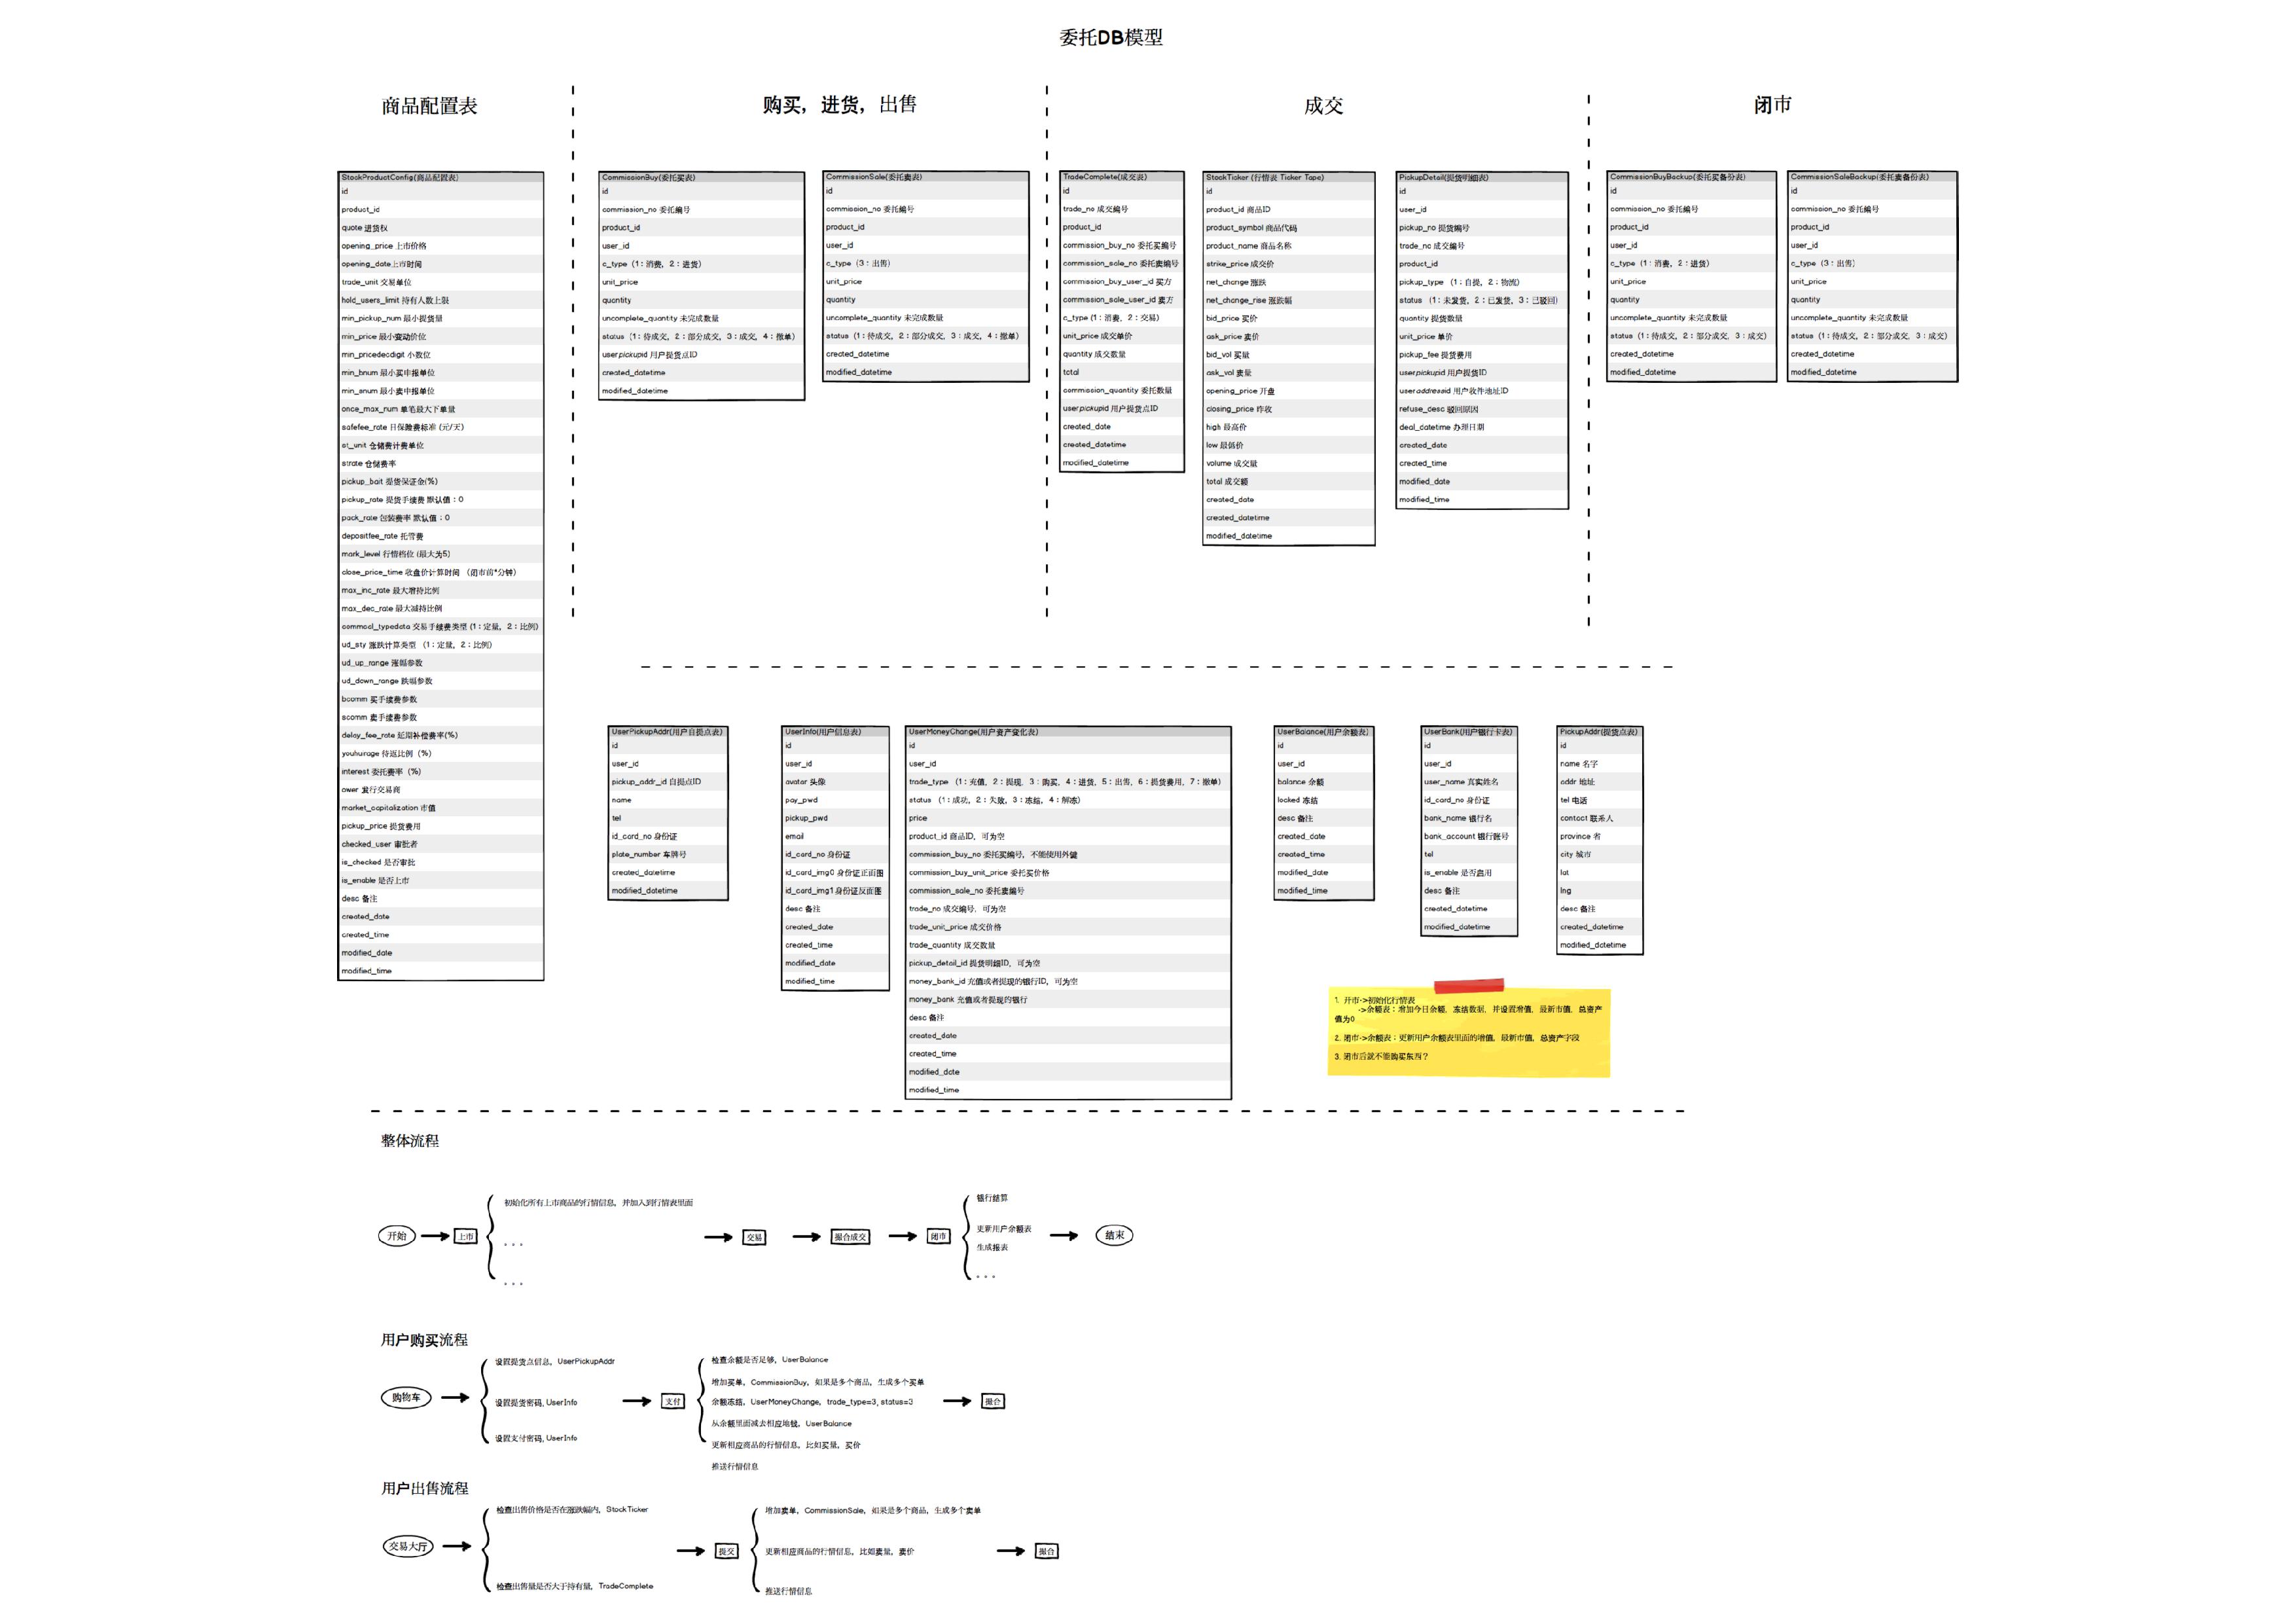 委托DB模型
商品配置表
购买，进货，出售
成交
闭市
StockProductConfig(商品配置表)
id
product_id
quote 进货权
opening_price 上市价格
opening_date上市时间
trade_unit 交易单位
hold_users_limit 持有人数上限
min_pickup_num 最小提货量
min_price 最小变动价位
min_pricedecdigit 小数位
min_bnum 最小买申报单位
min_snum 最小卖申报单位
once_max_num 单笔最大下单量
safefee_rate 日保险费标准 (元/天)
st_unit 仓储费计费单位
strate 仓储费率
pickup_bait 提货保证金(%)
pickup_rate 提货手续费 默认值：0
pack_rate 包装费率 默认值：0
depositfee_rate 托管费
mark_level 行情档位 (最大为5)
close_price_time 收盘价计算时间 （闭市前*分钟）
max_inc_rate 最大增持比例
max_dec_rate 最大减持比例
commocl_typedata 交易手续费类型 (1：定量，2：比例)
ud_sty 涨跌计算类型 （1：定量，2：比例）
ud_up_range 涨幅参数
ud_down_range 跌幅参数
bcomm 买手续费参数
scomm 卖手续费参数
delay_fee_rate 延期补偿费率(%)
youhurage 待返比例（%）
interest 委托费率（%）
ower 发行交易商
market_capitalization 市值
pickup_price 提货费用
checked_user 审批者
is_checked 是否审批
is_enable 是否上市
desc 备注
created_date
created_time
modified_date
modified_time
CommissionBuy(委托买表)
id
commission_no 委托编号
product_id
user_id
c_type（1：消费，2：进货）
unit_price
quantity
uncomplete_quantity 未完成数量
status（1：待成交，2：部分成交，3：成交，4：撤单）
userpickupid 用户提货点ID
created_datetime
modified_datetime
CommissionSale(委托卖表)
id
commission_no 委托编号
product_id
user_id
c_type（3：出售）
unit_price
quantity
uncomplete_quantity 未完成数量
status（1：待成交，2：部分成交，3：成交，4：撤单）
created_datetime
modified_datetime
TradeComplete(成交表)
id
trade_no 成交编号
product_id
commission_buy_no 委托买编号
commission_sale_no 委托卖编号
commission_buy_user_id 买方
commission_sale_user_id 卖方
c_type (1：消费，2：交易）
unit_price 成交单价
quantity 成交数量
total
commission_quantity 委托数量
userpickupid 用户提货点ID
created_date
created_datetime
modified_datetime
StockTicker (行情表 Ticker Tape)
id
product_id 商品ID
product_symbol 商品代码
product_name 商品名称
strike_price 成交价
net_change 涨跌
net_change_rise 涨跌幅
bid_price 买价
ask_price 卖价
bid_vol 买量
ask_vol 卖量
opening_price 开盘
closing_price 昨收
high 最高价
low 最低价
volume 成交量
total 成交额
created_date
created_datetime
modified_datetime
PickupDetail(提货明细表)
id
user_id
pickup_no 提货编号
trade_no 成交编号
product_id
pickup_type（1：自提，2：物流）
status （1：未发货，2：已发货，3：已驳回）
quantity 提货数量
unit_price 单价
pickup_fee 提货费用
userpickupid 用户提货ID
useraddressid 用户收件地址ID
refuse_desc 驳回原因
deal_datetime 办理日期
created_date
created_time
modified_date
modified_time
CommissionBuyBackup(委托买备份表)
id
commission_no 委托编号
product_id
user_id
c_type（1：消费，2：进货）
unit_price
quantity
uncomplete_quantity 未完成数量
status（1：待成交，2：部分成交，3：成交）
created_datetime
modified_datetime
CommissionSaleBackup(委托卖备份表)
id
commission_no 委托编号
product_id
user_id
c_type（3：出售）
unit_price
quantity
uncomplete_quantity 未完成数量
status（1：待成交，2：部分成交，3：成交）
created_datetime
modified_datetime
UserPickupAddr(用户自提点表)
id
user_id
pickup_addr_id 自提点ID
name
tel
id_card_no 身份证
plate_number 车牌号
created_datetime
modified_datetime
UserInfo(用户信息表)
id
user_id
avatar 头像
pay_pwd
pickup_pwd
email
id_card_no 身份证
id_card_img0 身份证正面图
id_card_img1 身份证反面图
desc 备注
created_date
created_time
modified_date
modified_time
UserMoneyChange(用户资产变化表)
id
user_id
trade_type （1：充值，2：提现，3：购买，4：进货，5：出售，6：提货费用，7：撤单）
status （1：成功，2：失败，3：冻结，4：解冻）
price
product_id 商品ID，可为空
commission_buy_no 委托买编号，不能使用外键
commission_buy_unit_price 委托买价格
commission_sale_no 委托卖编号
trade_no 成交编号，可为空
trade_unit_price 成交价格
trade_quantity 成交数量
pickup_detail_id 提货明细ID，可为空
money_bank_id 充值或者提现的银行ID，可为空
money_bank 充值或者提现的银行
desc 备注
created_date
created_time
modified_date
modified_time
UserBalance(用户余额表)
id
user_id
balance 余额
locked 冻结
desc 备注
created_date
created_time
modified_date
modified_time
UserBank(用户银行卡表)
id
user_id
user_name 真实姓名
id_card_no 身份证
bank_name 银行名
bank_account 银行账号
tel
is_enable 是否启用
desc 备注
created_datetime
modified_datetime
PickupAddr(提货点表)
id
name 名字
addr 地址
tel 电话
contact 联系人
province 省
city 城市
lat
lng
desc 备注
created_datetime
modified_datetime
1. 开市->初始化行情表
->余额表：增加今日余额，冻结数据，并设置增值，最新市值，总资产
值为0
2. 闭市->余额表：更新用户余额表里面的增值，最新市值，总资产字段
3. 闭市后就不能购买东西？
整体流程
开始
上市
初始化所有上市商品的行情信息，并加入到行情表里面
...
...
交易
撮合成交
闭市
银行结算
更新用户余额表
生成报表
...
结束
用户购买流程
购物车
设置提货点信息，UserPickupAddr
设置提货密码, UserInfo
设置支付密码, UserInfo
支付
检查余额是否足够，UserBalance
增加买单，CommissionBuy，如果是多个商品，生成多个买单
余额冻结，UserMoneyChange，trade_type=3, status=3
从余额里面减去相应地钱，UserBalance
更新相应商品的行情信息，比如买量，买价
推送行情信息
撮合
用户出售流程
交易大厅
检查出售价格是否在涨跌幅内，StockTicker
检查出售量是否大于持有量，TradeComplete
提交
增加卖单，CommissionSale，如果是多个商品，生成多个卖单
更新相应商品的行情信息，比如卖量，卖价
推送行情信息
撮合